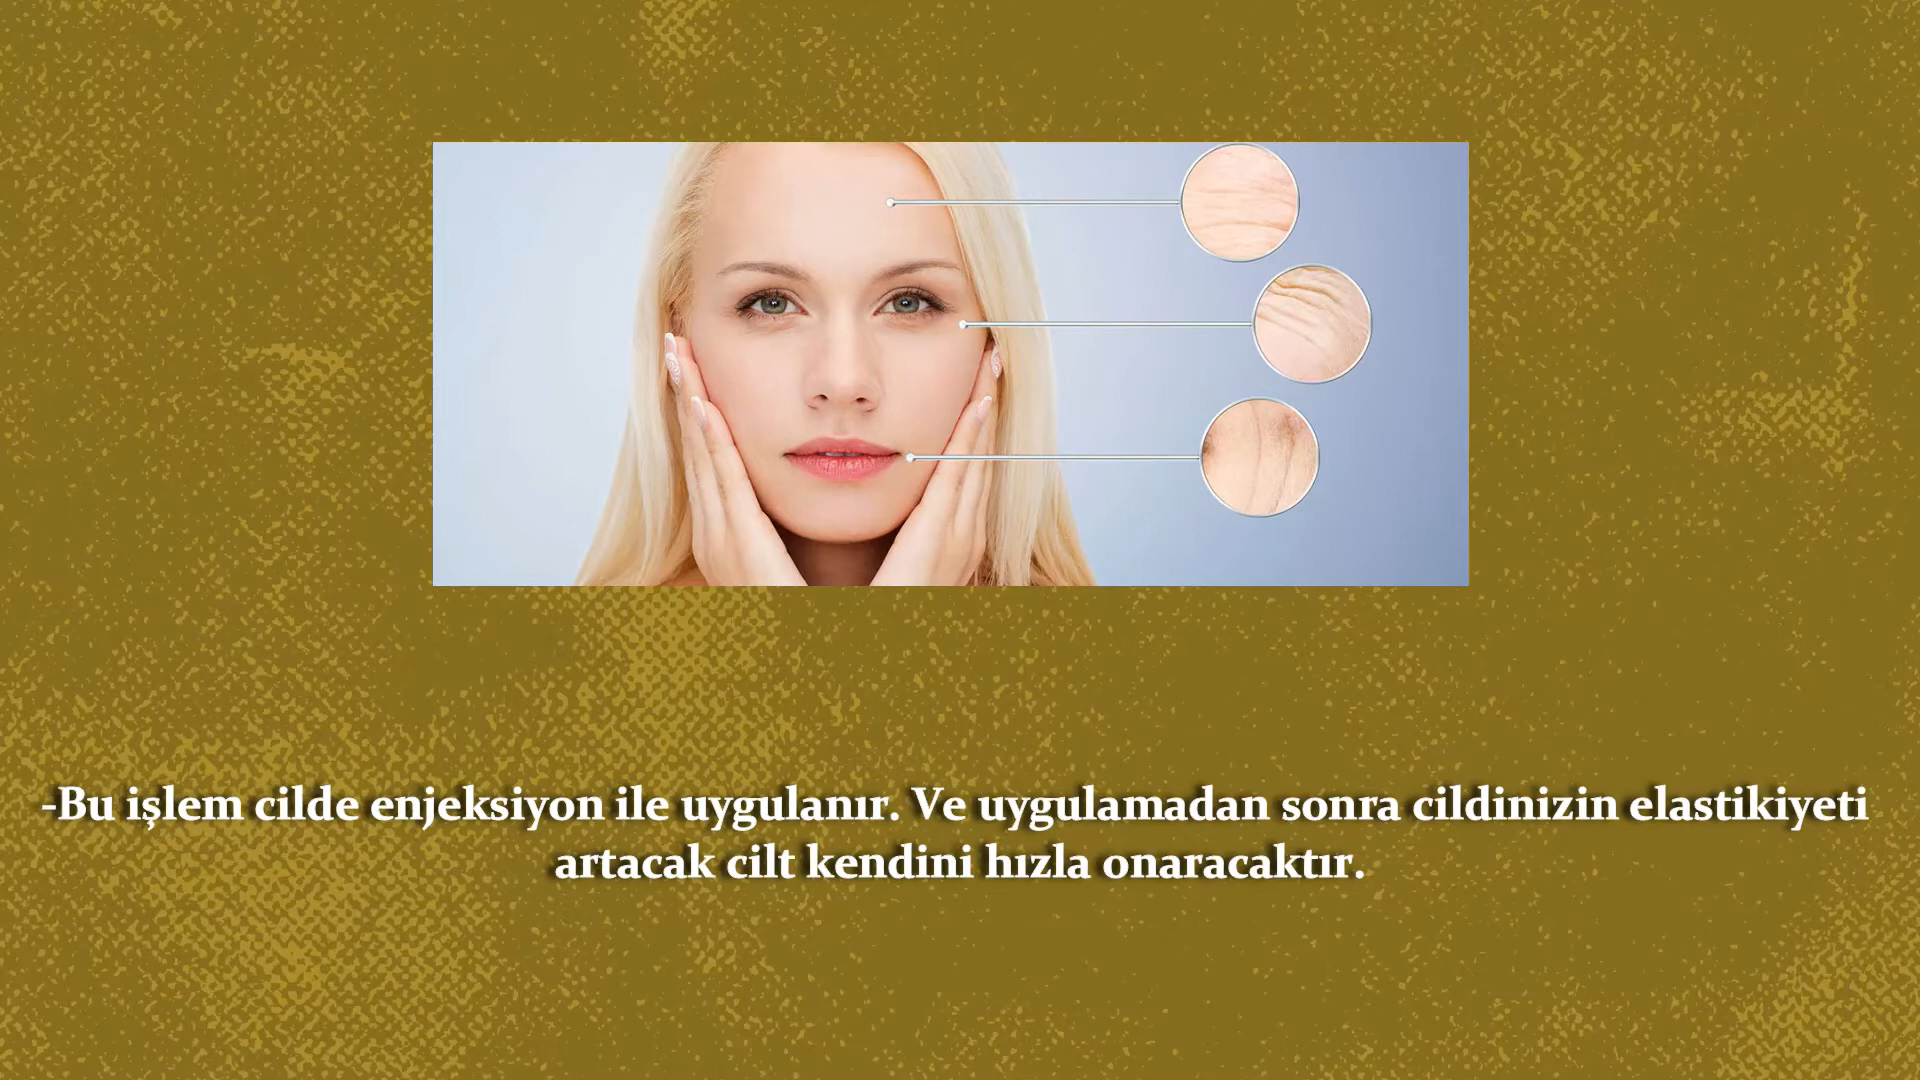 -Bu işlem cilde enjeksiyon ile uygulanır. Ve uygulamadan sonra cildinizin elastikiyeti
artacak cilt kendini hızla onaracaktır.